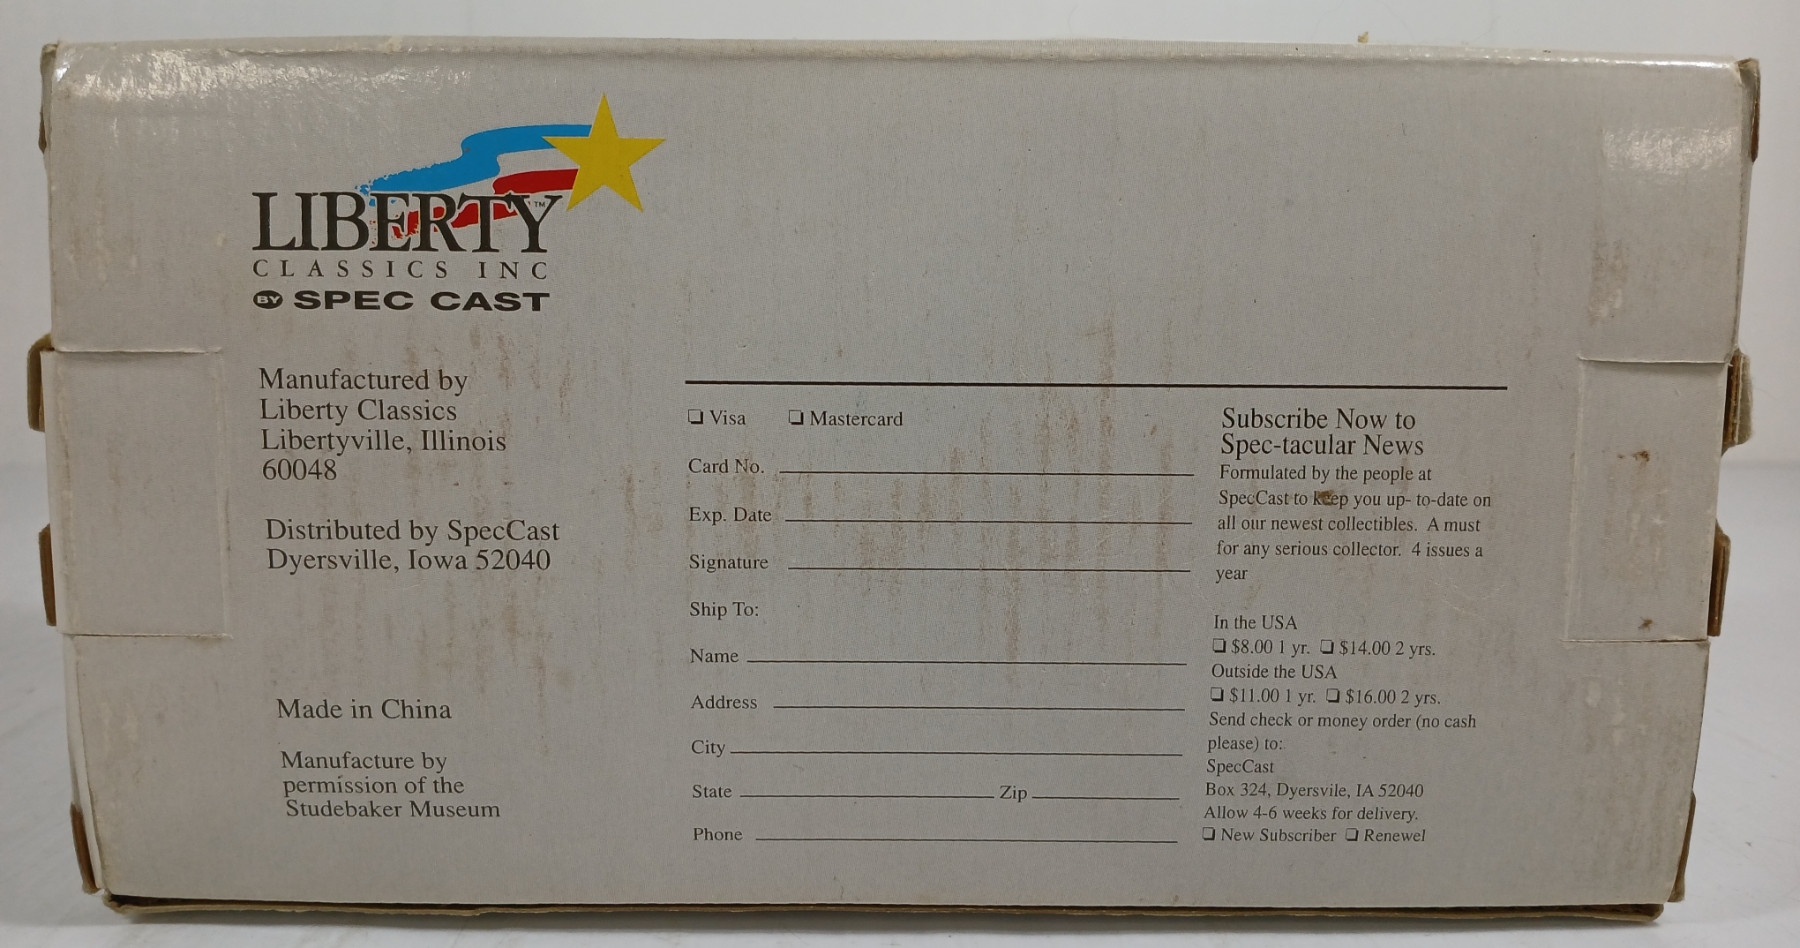 LIBERTY™
CLASSICS INC
BY SPEC CAST
Manufactured by
Liberty Classics
Libertyville, Illinois
60048
Distributed by SpecCast
Dyersville, Iowa 52040
Made in China
Manufacture by
permission of the
Studebaker Museum
❏ Visa ❏ Mastercard
Card No.
Exp. Date
Signature
Ship To:
Name
Address
City
State Zip
Phone
Subscribe Now to
Spec-tacular News
Formulated by the people at
SpecCast to keep you up- to-date on
all our newest collectibles. A must
for any serious collector. 4 issues a
year
In the USA
❏ $8.00 1 yr. ❏ $14.00 2 yrs.
Outside the USA
❏ $11.00 1 yr. ❏ $16.00 2 yrs.
Send check or money order (no cash
please) to:
SpecCast
Box 324, Dyersvile, IA 52040
Allow 4-6 weeks for delivery.
❏ New Subscriber ❏ Renewel